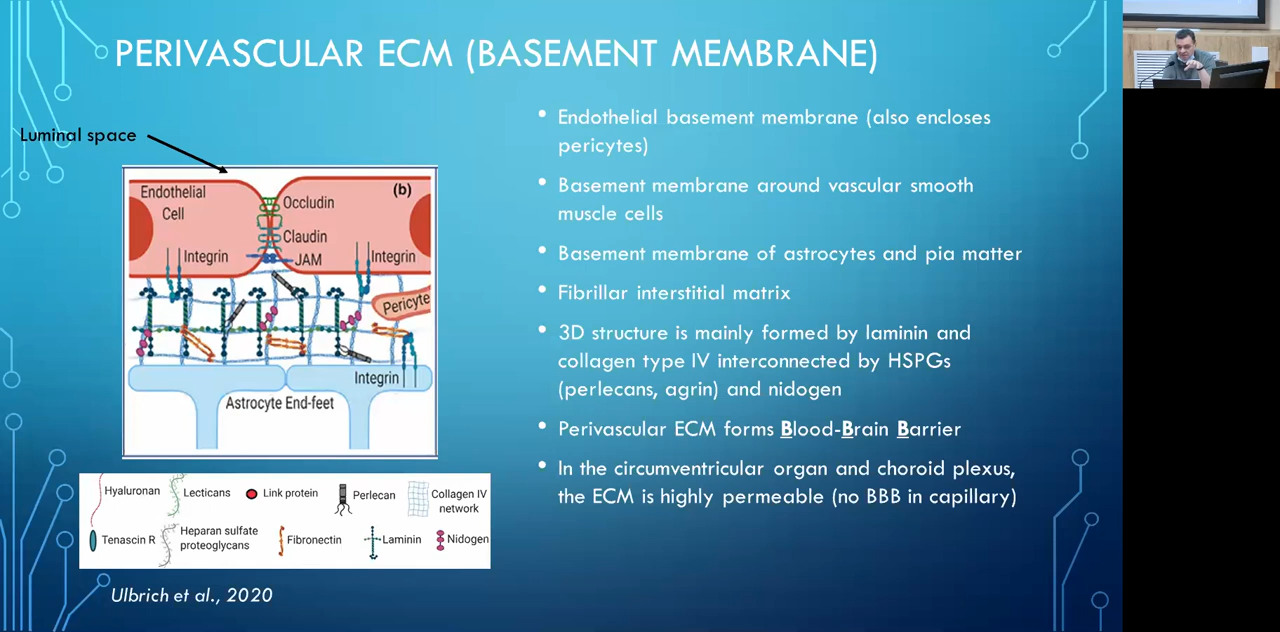 PERIVASCULAR ECM (BASEMENT MEMBRANE)
Luminal space
Endothelial
Cell
(b)
Occludin
Claudin
Integrin
JAM
Integrin
Pericyte
Integrin
Astrocyte End-feet
Hyaluronan
Lecticans
Link protein
Perlecan
Collagen IV
network
Tenascin R
Heparan sulfate
proteoglycans
Fibronectin
Laminin
Nidogen
Ulbrich et al., 2020
• Endothelial basement membrane (also encloses
pericytes)
• Basement membrane around vascular smooth
muscle cells
• Basement membrane of astrocytes and pia matter
• Fibrillar interstitial matrix
• 3D structure is mainly formed by laminin and
collagen type IV interconnected by HSPGs
(perlecans, agrin) and nidogen
• Perivascular ECM forms Blood-Brain Barrier
• In the circumventricular organ and choroid plexus,
the ECM is highly permeable (no BBB in capillary)